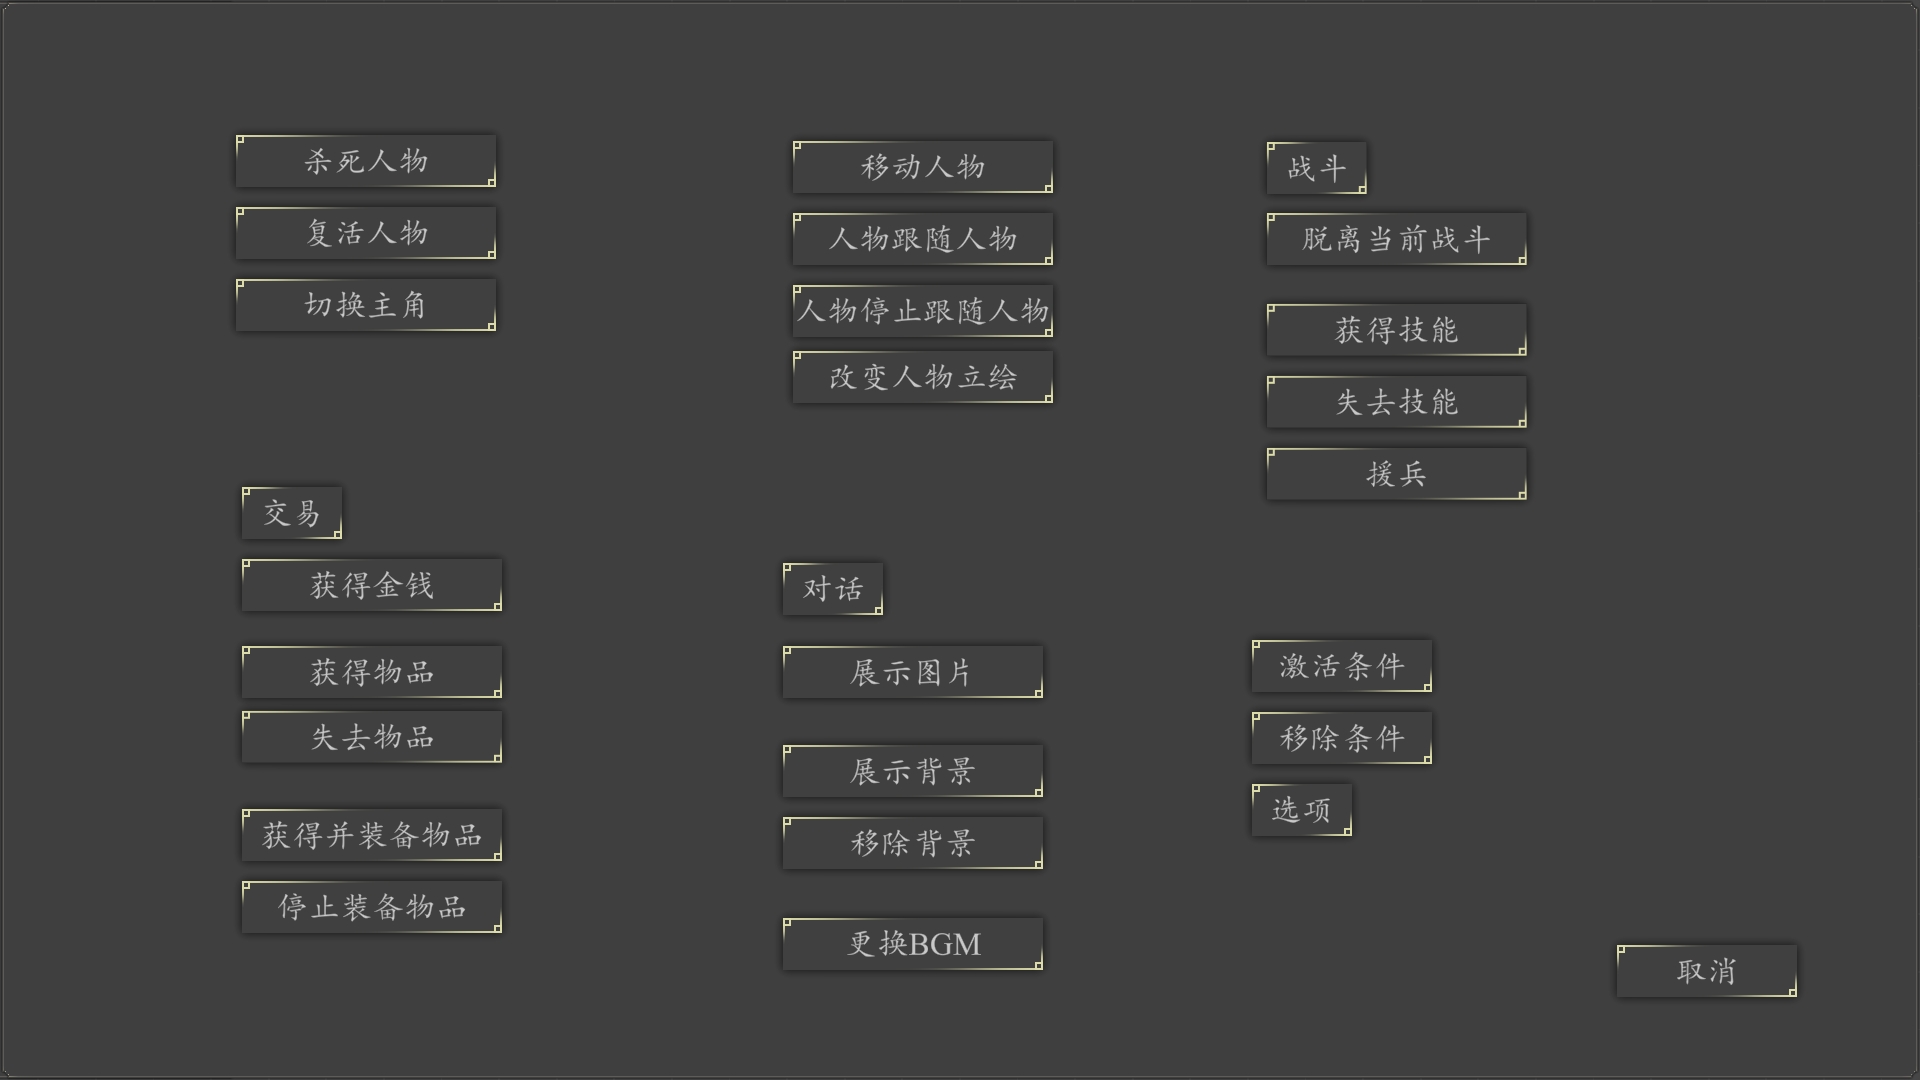 杀死人物
复活人物
切换主角
移动人物
人物跟随人物
人物停止跟随人物
改变人物立绘
战斗
脱离当前战斗
获得技能
失去技能
援兵
交易
获得金钱
获得物品
失去物品
获得并装备物品
停止装备物品
对话
展示图片
展示背景
移除背景
更换BGM
激活条件
移除条件
选项
取消